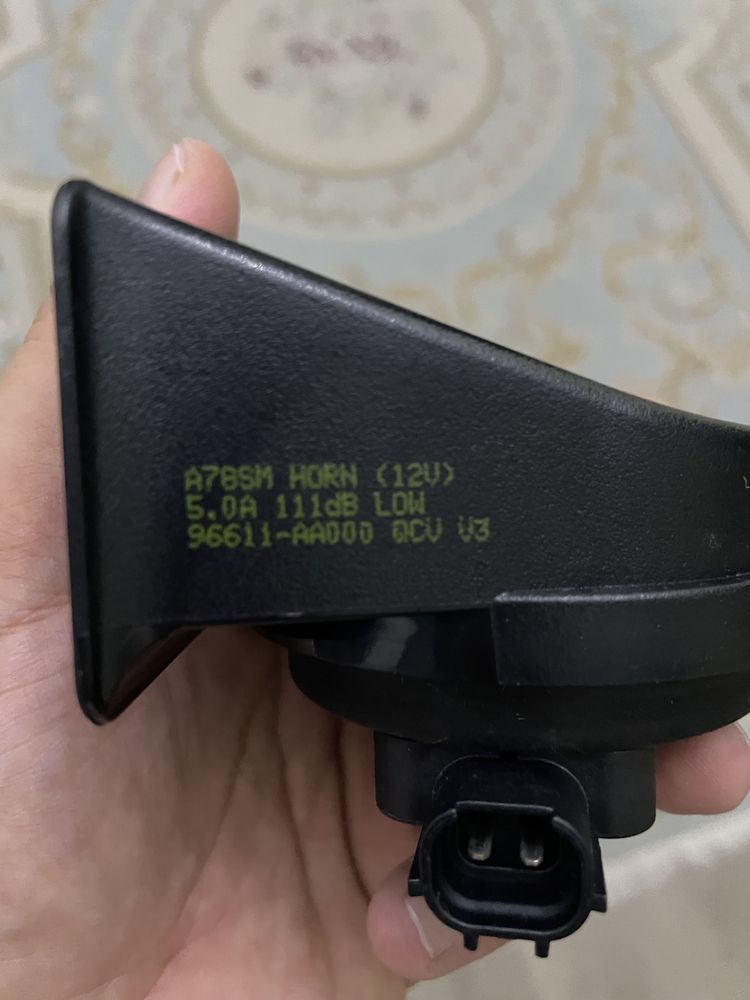 A78SM HORN (12V)
5.0A 111dB LOW
96611-AA000 QCV V3